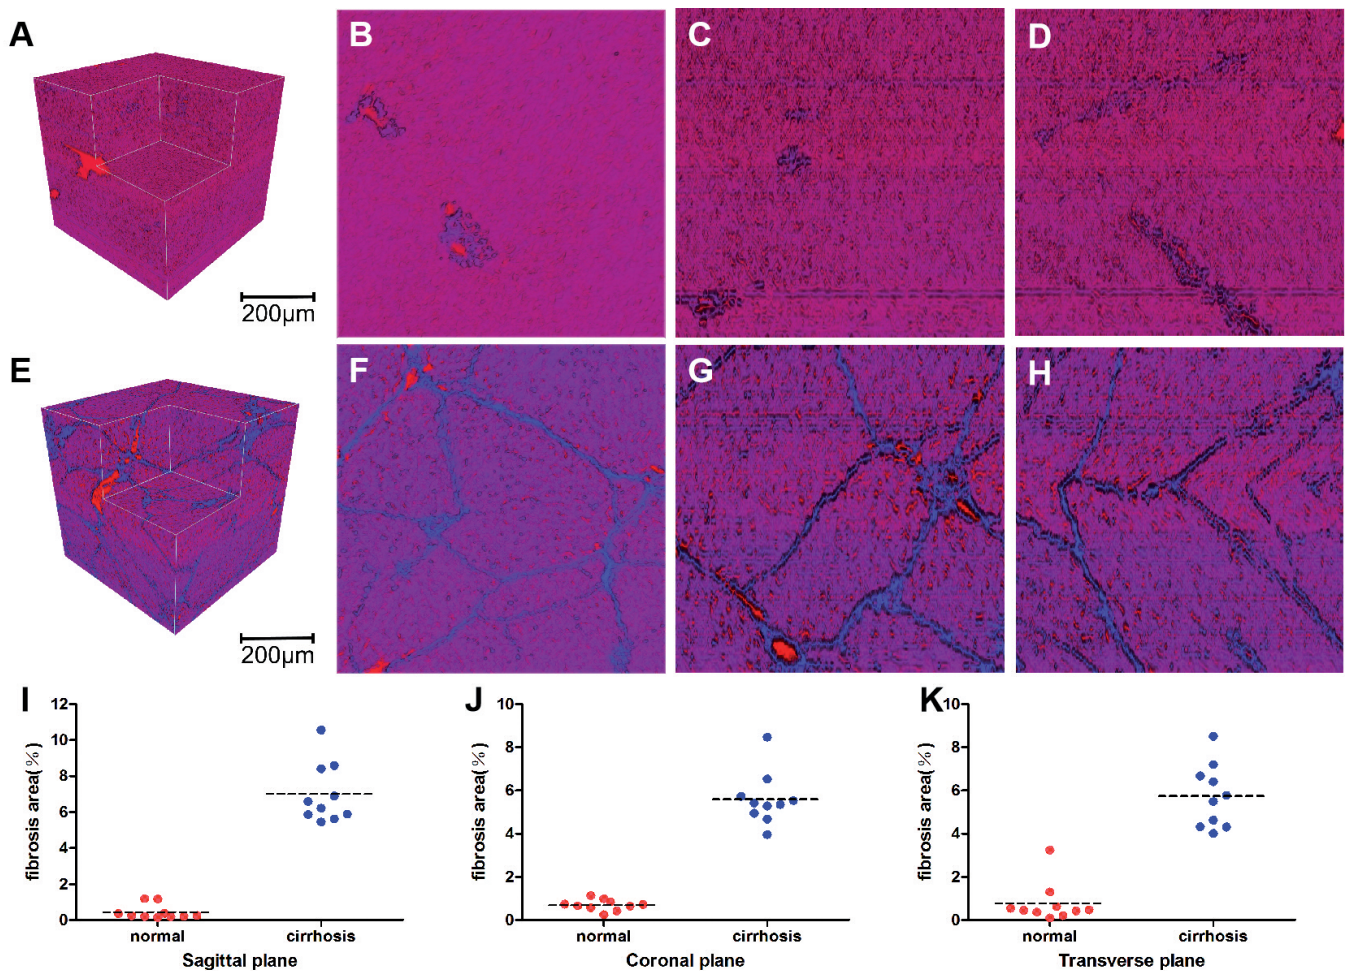 A
B
C
D
200μm
E
F
G
H
200μm
I
J
K
12
10
8
6
4
2
0
fibrosis area(%)
normal
cirrhosis
Sagittal plane
10
8
6
4
2
0
fibrosis area(%)
normal
cirrhosis
Coronal plane
10
8
6
4
2
0
fibrosis area(%)
normal
cirrhosis
Transverse plane